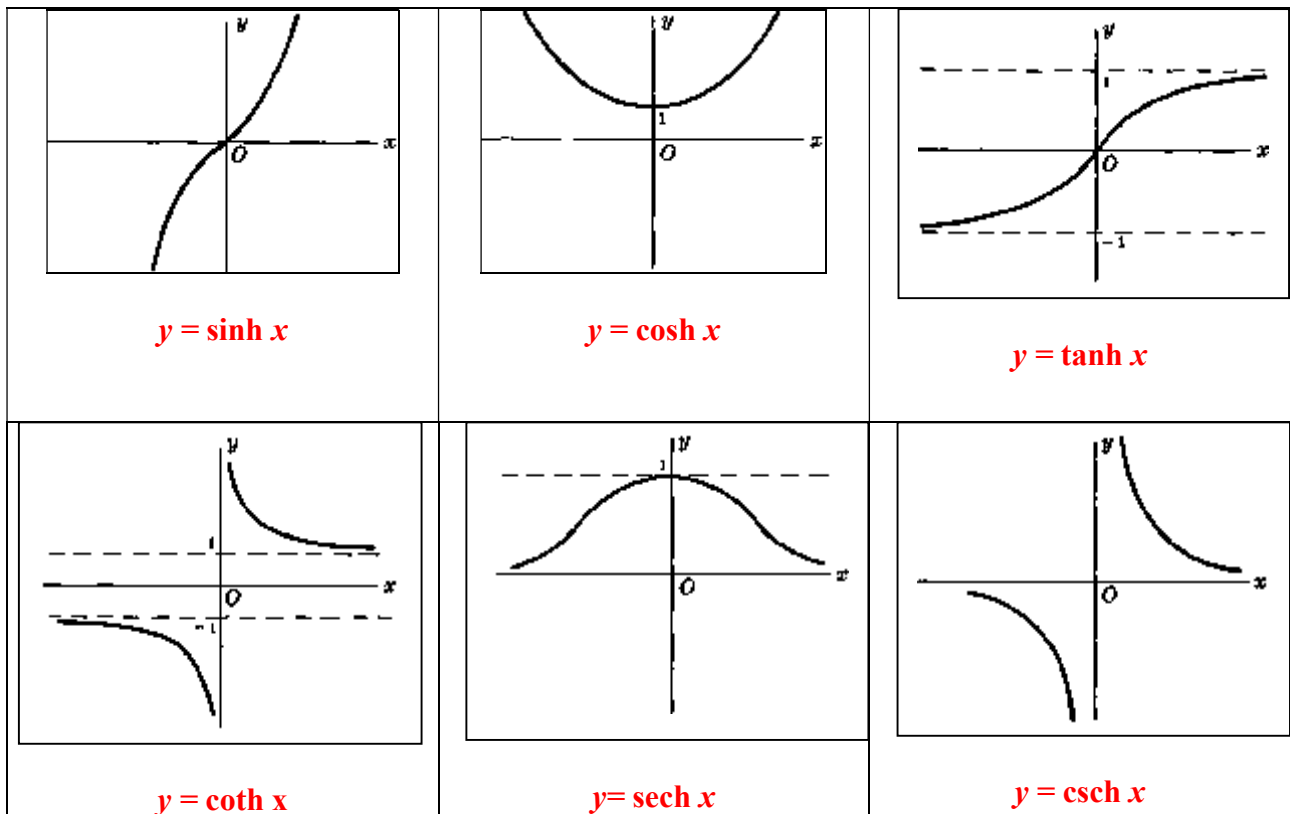 y
x
O
y = sinh x
y
1
x
O
y = cosh x
y
1
x
O
-1
y = tanh x
y
1
x
O
-1
y = coth x
y
1
x
O
y= sech x
y
x
O
y = csch x